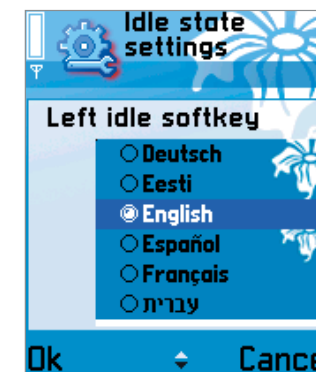 Idle state
settings
Left idle softkey
Deutsch
Eesti
English
Español
Français
עברית
Ok Cance